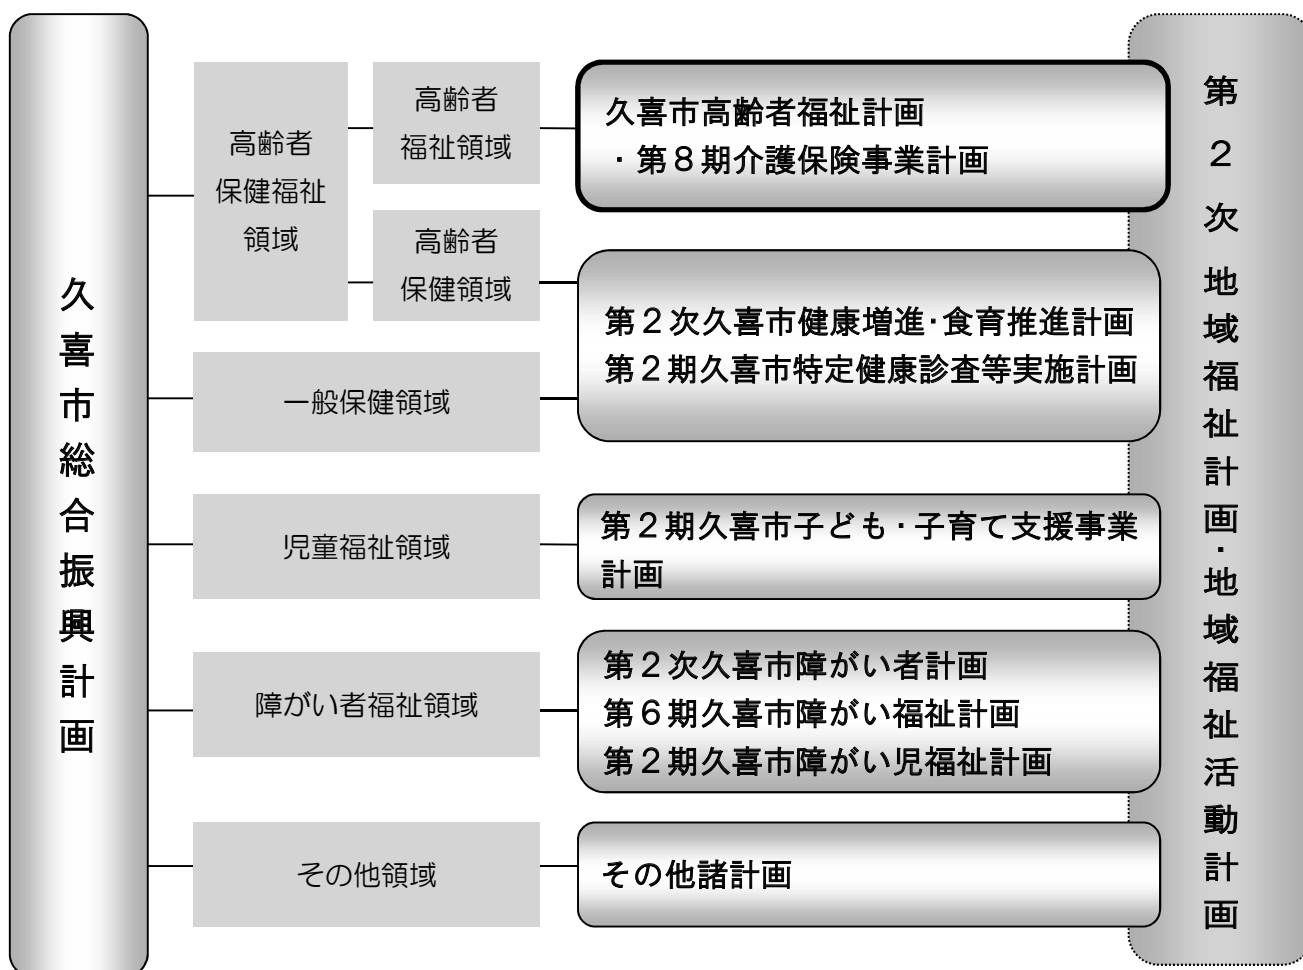 久喜市総合振興計画
高齢者
保健福祉
領域
高齢者
福祉領域
久喜市高齢者福祉計画
・第８期介護保険事業計画
高齢者
保健領域
第２次久喜市健康増進・食育推進計画
第２期久喜市特定健康診査等実施計画
一般保健領域
児童福祉領域
第２期久喜市子ども・子育て支援事業
計画
障がい者福祉領域
第２次久喜市障がい者計画
第６期久喜市障がい福祉計画
第２期久喜市障がい児福祉計画
その他領域
その他諸計画
第２次地域福祉計画・地域福祉活動計画